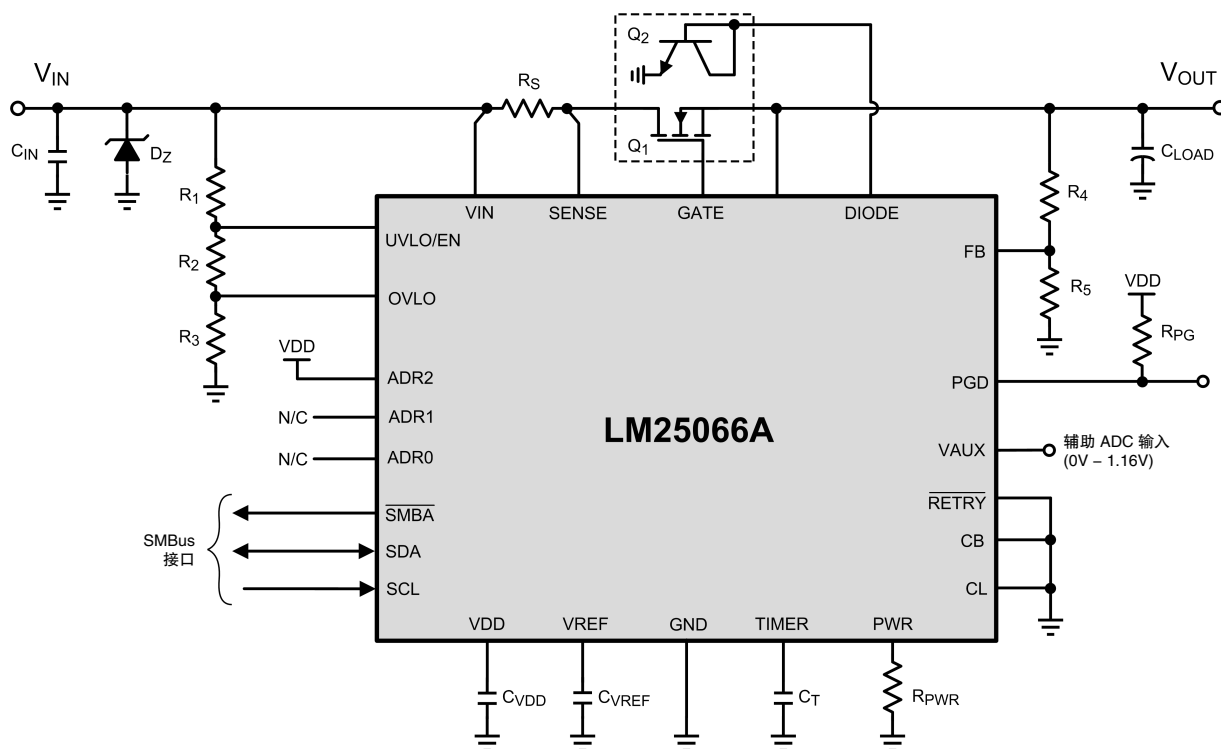 Q2
VIN
RS
VOUT
CIN
DZ
Q1
CLOAD
R1
VIN
SENSE
GATE
DIODE
R4
UVLO/EN
FB
R2
OVLO
R5
VDD
R3
VDD
RPG
ADR2
PGD
N/C
ADR1
LM25066A
辅助 ADC 输入
(0V – 1.16V)
VAUX
N/C
ADR0
RETRY
SMBA
SMBus
接口
SDA
CB
SCL
CL
VDD
VREF
GND
TIMER
PWR
CVDD
CVREF
CT
RPWR